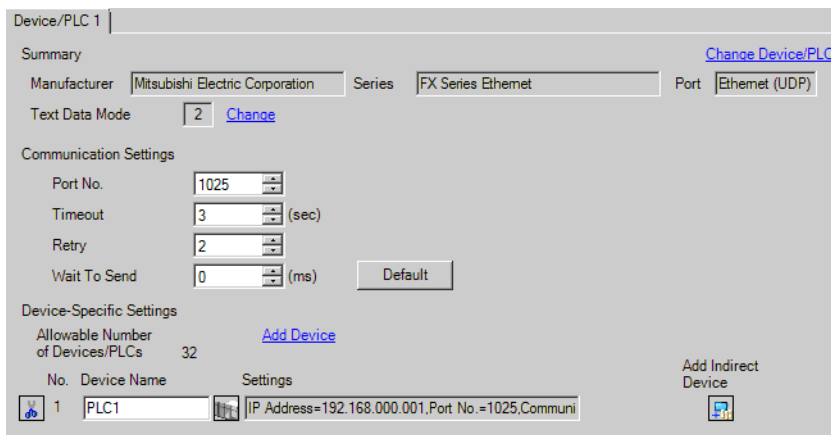 Device/PLC 1
Summary
Change Device/PLC
Manufacturer Mitsubishi Electric Corporation Series FX Series Ethernet Port Ethernet (UDP)
Text Data Mode 2 Change
Communication Settings
Port No. 1025
Timeout 3 (sec)
Retry 2
Wait To Send 0 (ms) Default
Device-Specific Settings
Allowable Number
of Devices/PLCs 32 Add Device
Add Indirect
Device
No. Device Name Settings
1 PLC1 IP Address=192.168.000.001,Port No.=1025,Communi